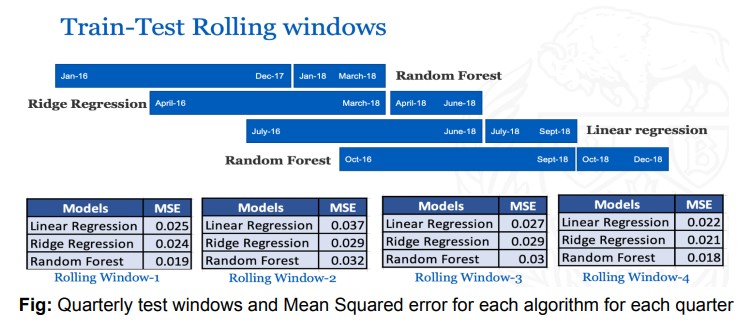 Train-Test Rolling windows
Jan-16 Dec-17 Jan-18 March-18 Random Forest
Ridge Regression April-16 March-18 April-18 June-18
July-16 June-18 July-18 Sept-18 Linear regression
Random Forest Oct-16 Sept-18 Oct-18 Dec-18
Models MSE
Linear Regression 0.025
Ridge Regression 0.024
Random Forest 0.019
Rolling Window-1
Models MSE
Linear Regression 0.037
Ridge Regression 0.029
Random Forest 0.032
Rolling Window-2
Models MSE
Linear Regression 0.027
Ridge Regression 0.029
Random Forest 0.03
Rolling Window-3
Models MSE
Linear Regression 0.022
Ridge Regression 0.021
Random Forest 0.018
Rolling Window-4
Fig: Quarterly test windows and Mean Squared error for each algorithm for each quarter